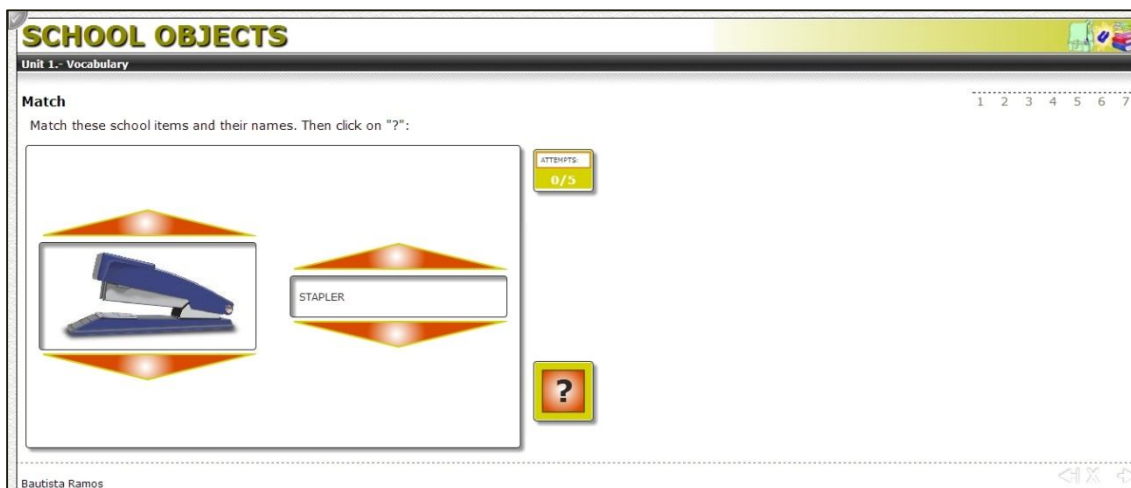 SCHOOL OBJECTS
Unit 1.- Vocabulary
Match
1 2 3 4 5 6 7
Match these school items and their names. Then click on "?":
ATTEMPTS:
0/5
STAPLER
?
Bautista Ramos